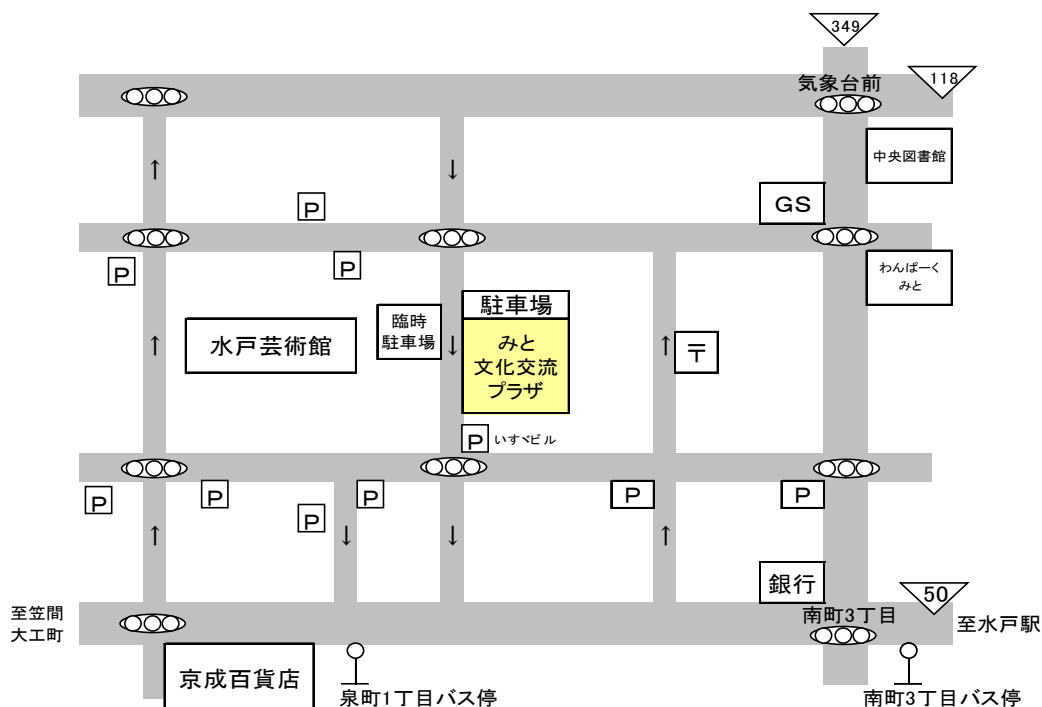 349
気象台前
118
中央図書館
P
GS
P
P
わんぱーく
みと
臨時
駐車場
駐車場
みと
文化交流
プラザ
水戸芸術館
〒
P いすゞビル
P
P
P
P
P
P
銀行
50
至笠間
大工町
南町3丁目
至水戸駅
京成百貨店
泉町1丁目バス停
南町3丁目バス停